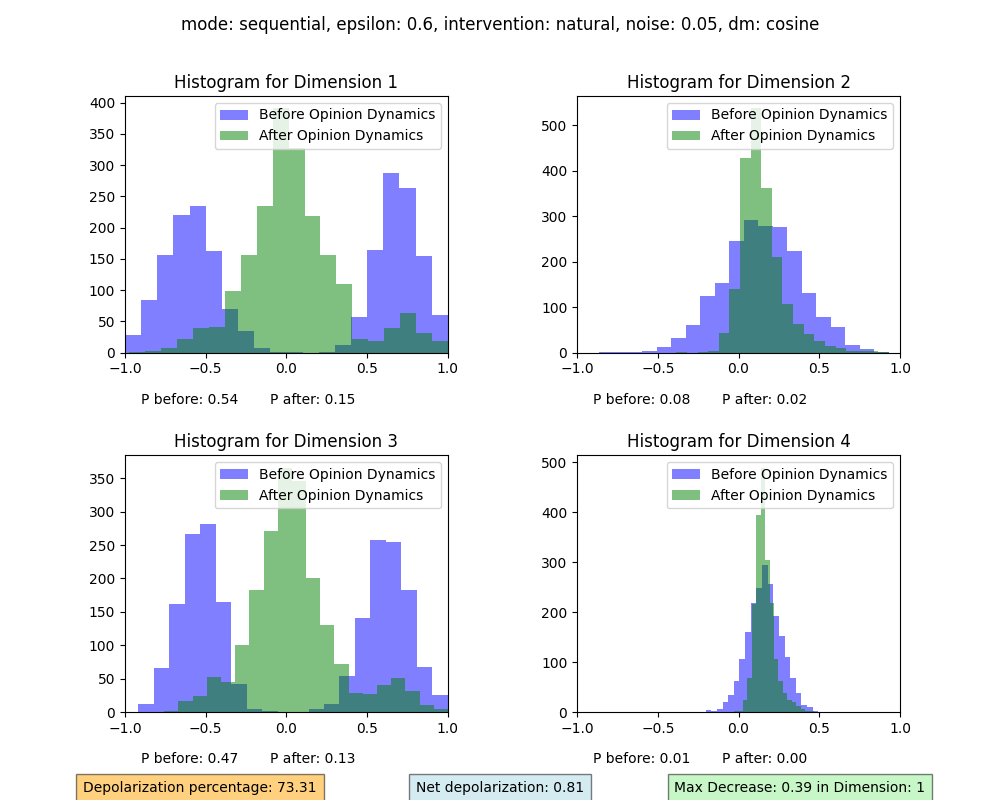 mode: sequential, epsilon: 0.6, intervention: natural, noise: 0.05, dm: cosine
Histogram for Dimension 1
Before Opinion Dynamics
After Opinion Dynamics
400
350
300
250
200
150
100
50
0
−1.0 −0.5 0.0 0.5 1.0
P before: 0.54 P after: 0.15
Histogram for Dimension 2
Before Opinion Dynamics
After Opinion Dynamics
500
400
300
200
100
0
−1.0 −0.5 0.0 0.5 1.0
P before: 0.08 P after: 0.02
Histogram for Dimension 3
Before Opinion Dynamics
After Opinion Dynamics
350
300
250
200
150
100
50
0
−1.0 −0.5 0.0 0.5 1.0
P before: 0.47 P after: 0.13
Histogram for Dimension 4
Before Opinion Dynamics
After Opinion Dynamics
500
400
300
200
100
0
−1.0 −0.5 0.0 0.5 1.0
P before: 0.01 P after: 0.00
Depolarization percentage: 73.31
Net depolarization: 0.81
Max Decrease: 0.39 in Dimension: 1